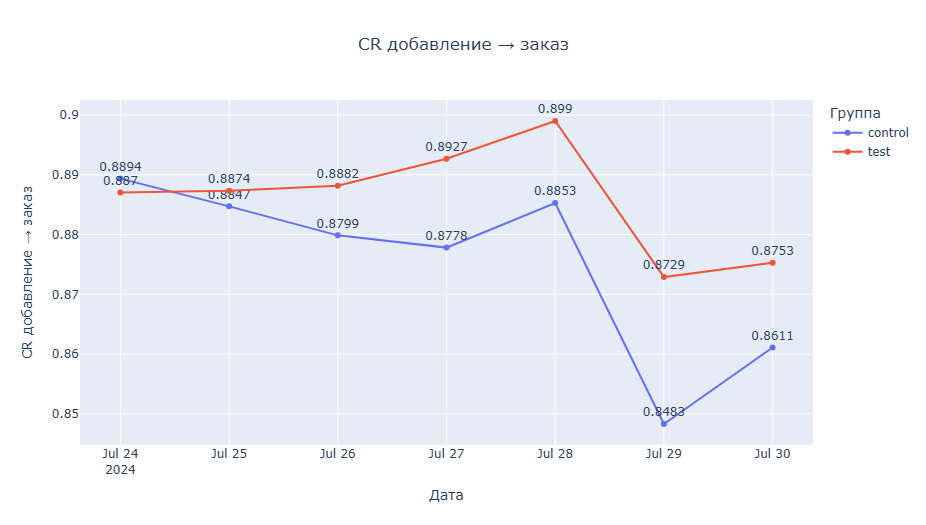 CR добавление → заказ
Группа
control
test
CR добавление → заказ
0.9
0.89
0.88
0.87
0.86
0.85
0.8894
0.887
0.8874
0.8847
0.8882
0.8799
0.8927
0.8778
0.899
0.8853
0.8729
0.8483
0.8753
0.8611
Jul 24
2024
Jul 25
Jul 26
Jul 27
Jul 28
Jul 29
Jul 30
Дата